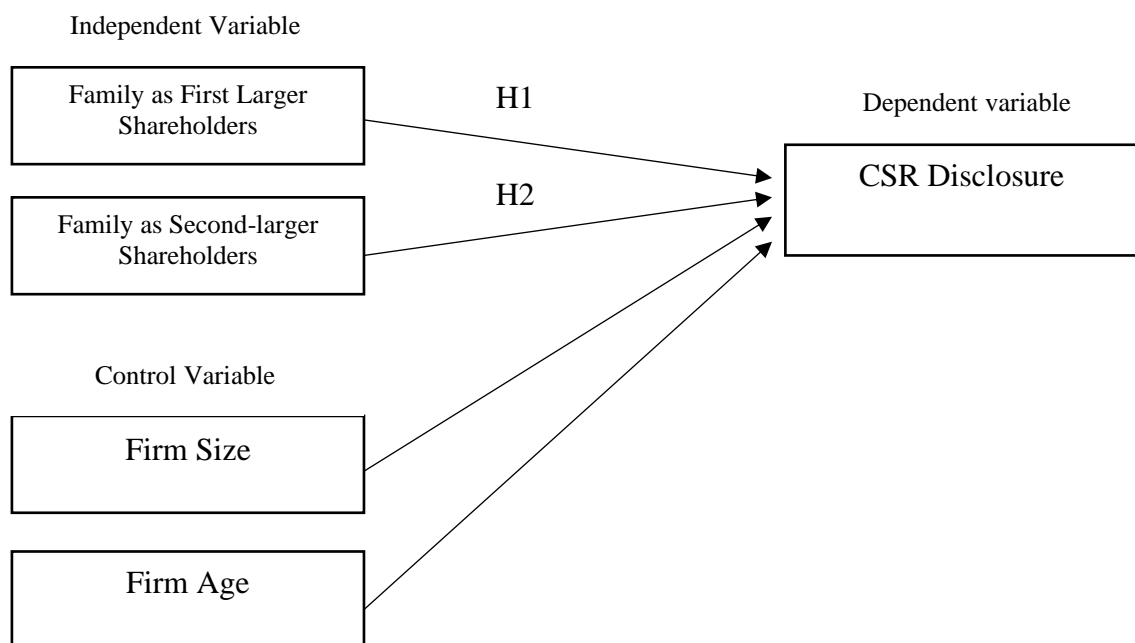 Independent Variable
Family as First Larger
Shareholders
H1
Dependent variable
CSR Disclosure
H2
Family as Second-larger
Shareholders
Control Variable
Firm Size
Firm Age